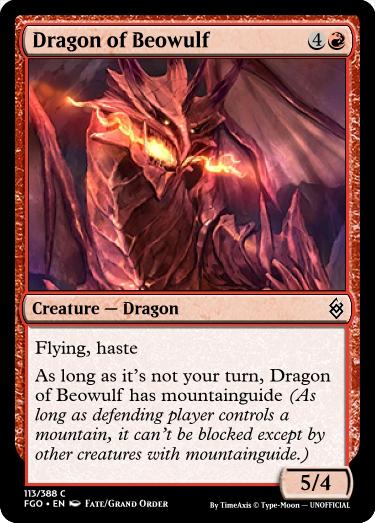 Dragon of Beowulf 4
Creature — Dragon
Flying, haste
As long as it's not your turn, Dragon
of Beowulf has mountainguide (As
long as defending player controls a
mountain, it can't be blocked except by
other creatures with mountainguide.)
5/4
113/388 C
FGO • EN Fate/Grand Order
By TimeAxis © Type-Moon — UNOFFICIAL